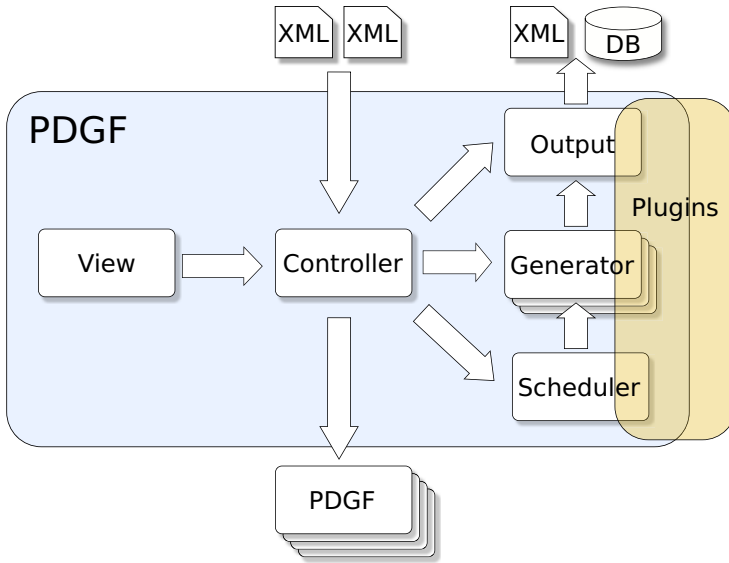 XML XML XML DB
PDGF
Output
Plugins
View Controller Generator
Scheduler
PDGF